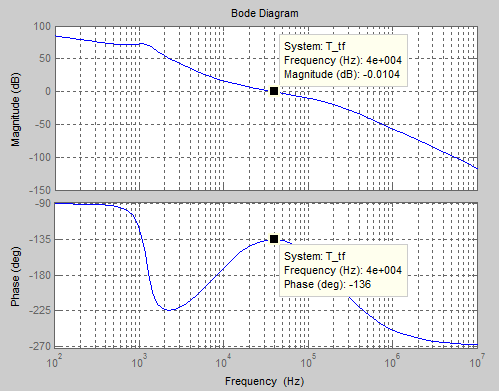 Bode Diagram
100
50
0
-50
-100
-150
Magnitude (dB)
System: T_tf
Frequency (Hz): 4e+004
Magnitude (dB): -0.0104
-90
-135
-180
-225
-270
Phase (deg)
System: T_tf
Frequency (Hz): 4e+004
Phase (deg): -136
10^2 10^3 10^4 10^5 10^6 10^7
Frequency (Hz)